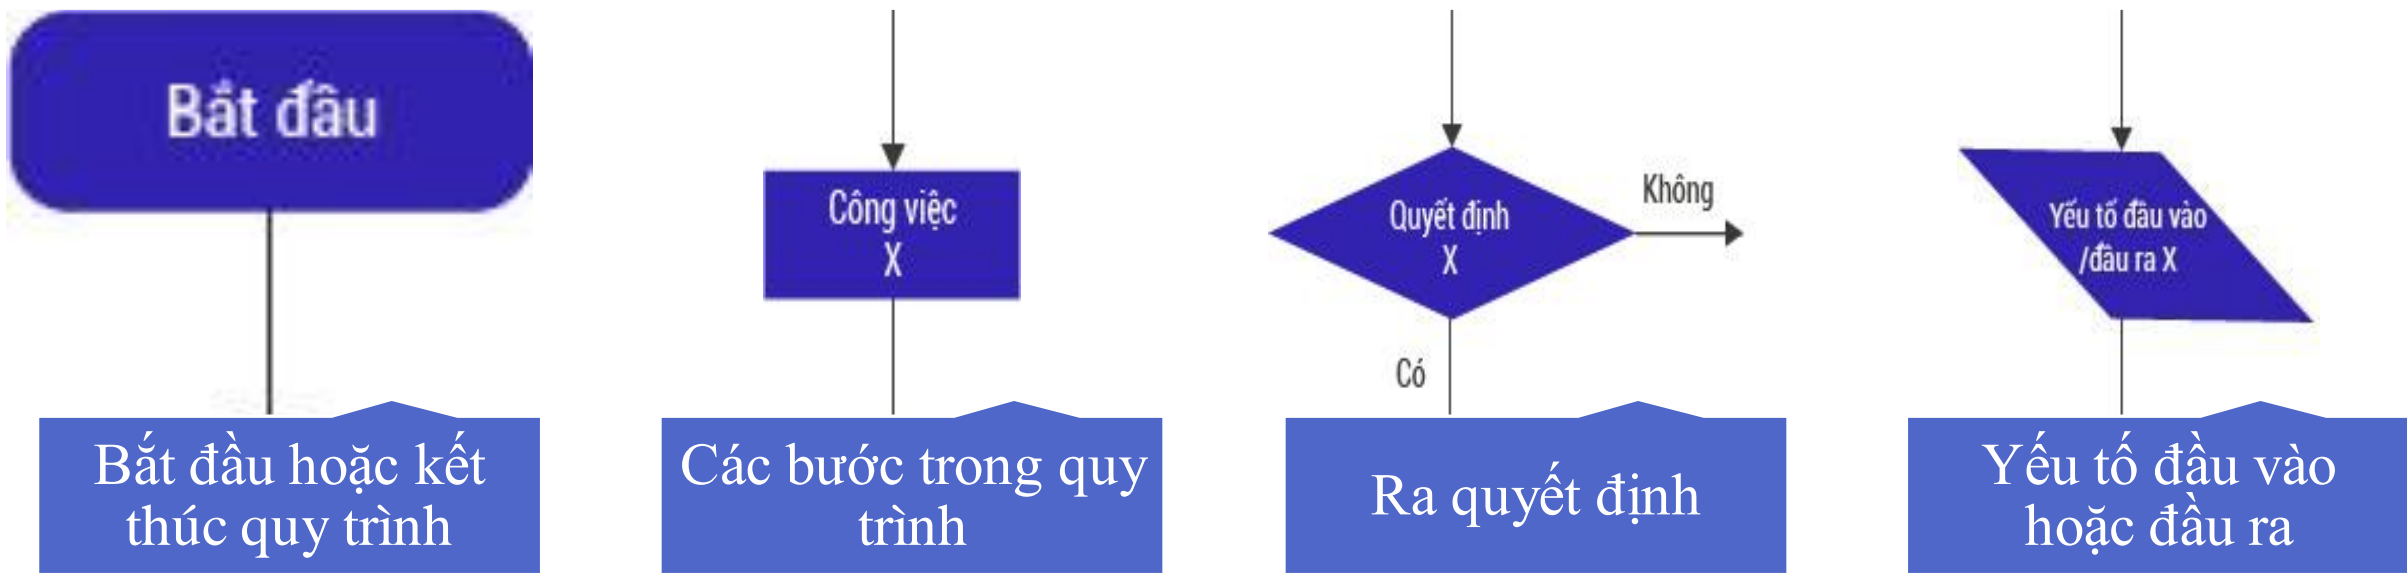 Bắt đầu
Công việc
X
Quyết định
X
Không
Có
Yếu tố đầu vào
/đầu ra X
Bắt đầu hoặc kết
thúc quy trình
Các bước trong quy
trình
Ra quyết định
Yếu tố đầu vào
hoặc đầu ra